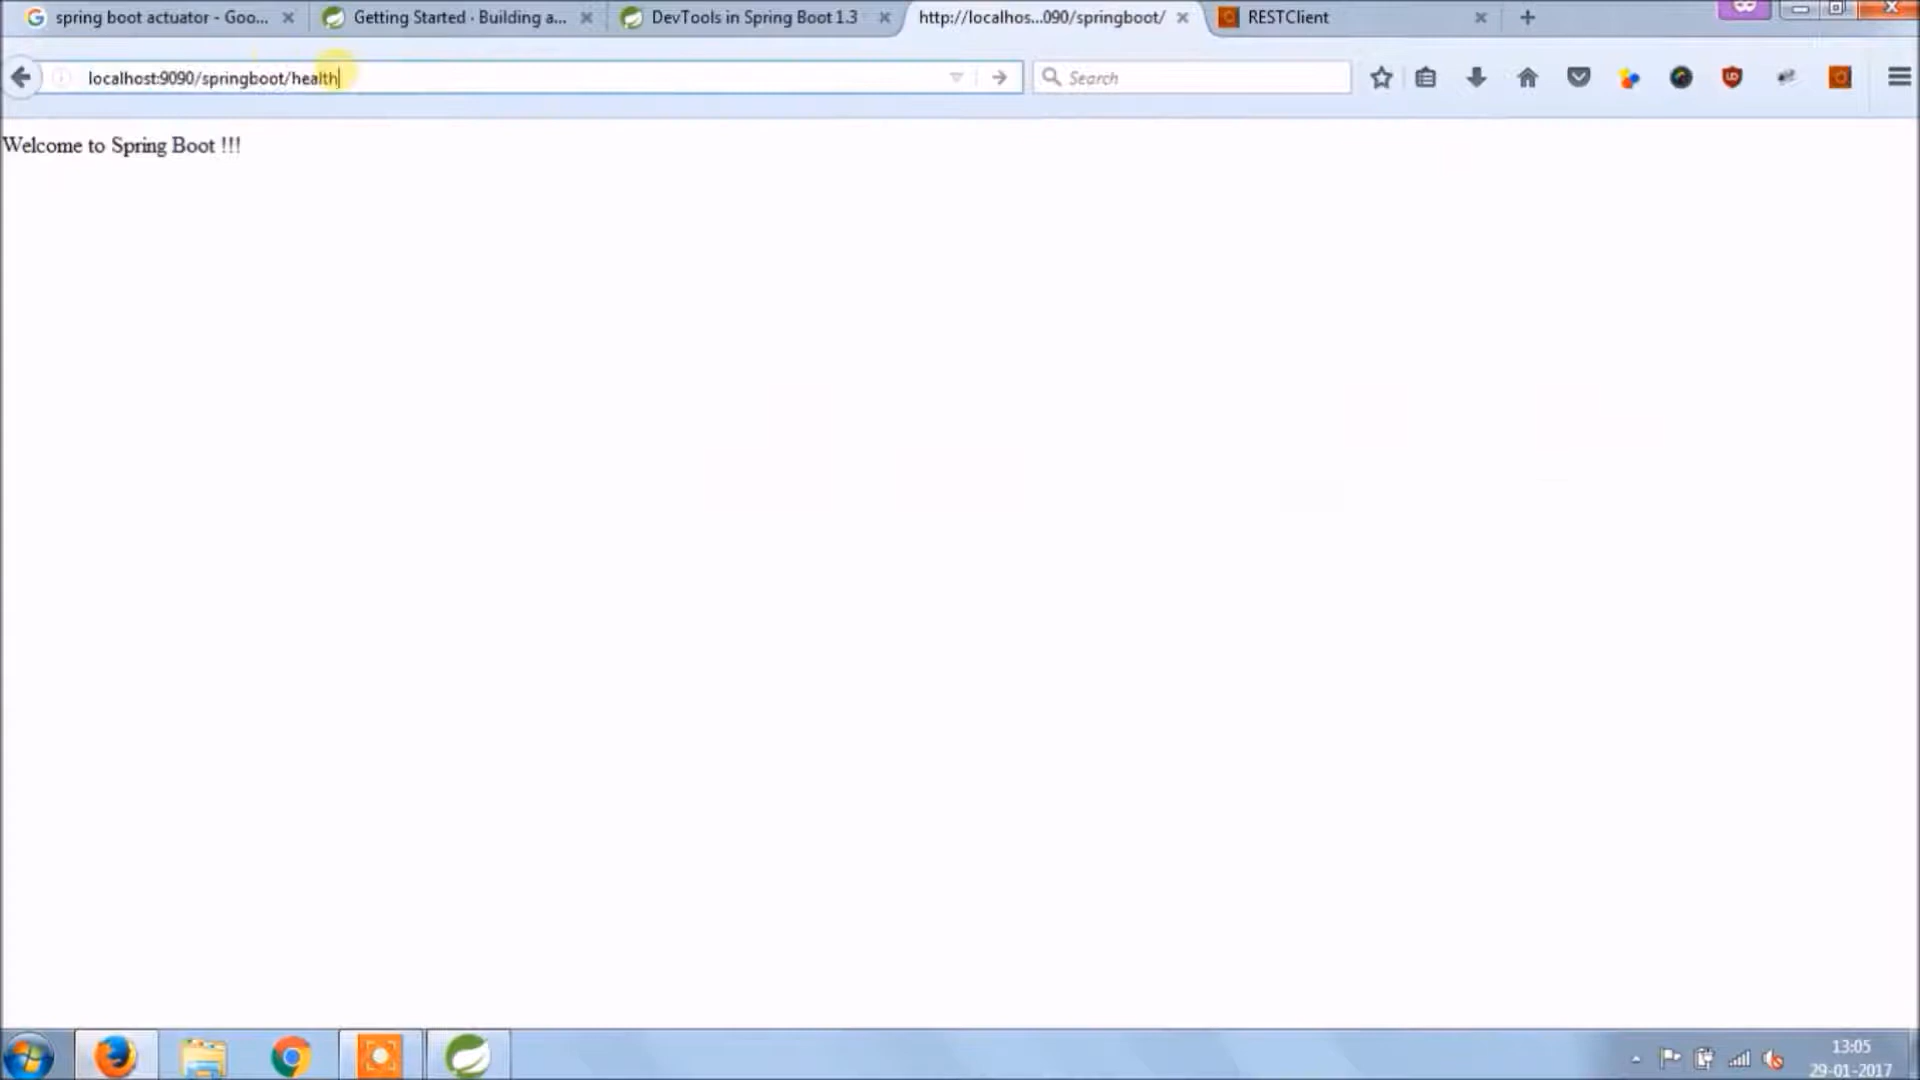 spring boot actuator - Goo...
Getting Started · Building a...
DevTools in Spring Boot 1.3
http://localhos...090/springboot/
RESTClient
localhost:9090/springboot/health
Search
Welcome to Spring Boot !!!
13:05
29-01-2017